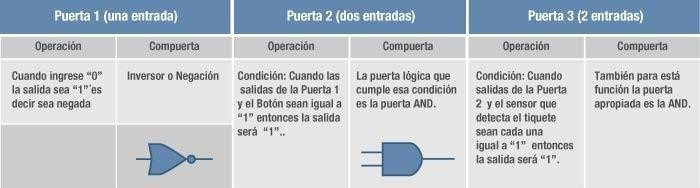 Puerta 1 (una entrada)
Puerta 2 (dos entradas)
Puerta 3 (2 entradas)
Operación
Compuerta
Operación
Compuerta
Operación
Compuerta
Cuando ingrese “0”
la salida sea “1”´es
decir sea negada
Inversor o Negación
Condición: Cuando las
salidas de la Puerta 1
y el Botón sean igual a
“1” entonces la salida
será “1”..
La puerta lógica que
cumple esa condición
es la puerta AND.
Condición: Cuando
salidas de la Puerta
2 y el sensor que
detecta el tiquete
sean cada una
igual a “1” entonces
la salida será “1”.
También para está
función la puerta
apropiada es la AND.